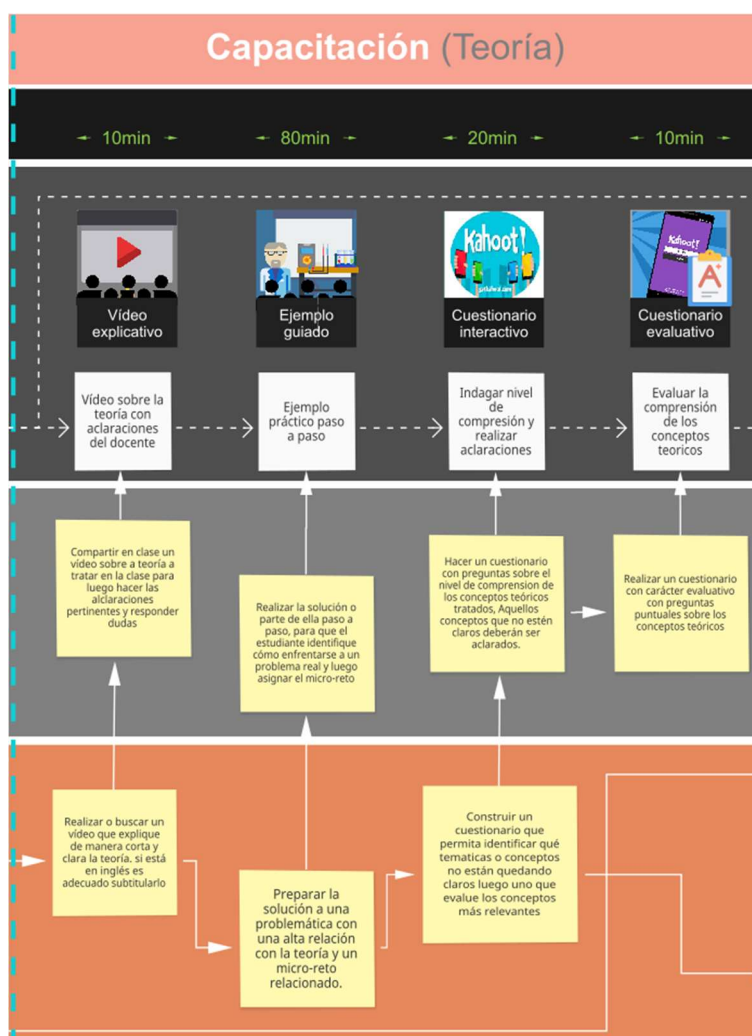 Capacitación (Teoría)
10min
80min
20min
10min
Kahoot!
Kahoot!
A+
Vídeo
explicativo
Ejemplo
guiado
Cuestionario
interactivo
Cuestionario
evaluativo
Vídeo sobre la
teoría con
aclaraciones
del docente
Ejemplo
práctico paso
a paso
Indagar nivel
de
compresión y
realizar
aclaraciones
Evaluar la
comprensión
de los
conceptos
teoricos
Compartir en clase un
vídeo sobre a teoría a
tratar en la clase para
luego hacer las
alclaraciones
pertinentes y responder
dudas
Realizar la solución o
parte de ella paso a
paso, para que el
estudiante identifique
cómo enfrentarse a un
problema real y luego
asignar el micro-reto
Hacer un cuestionario
con preguntas sobre el
nivel de comprension de
los conceptos teóricos
tratados, Aquellos
conceptos que no estén
claros deberán ser
aclarados.
Realizar un cuestionario
con carácter evaluativo
con preguntas
puntuales sobre los
conceptos teóricos
Realizar o buscar un
vídeo que explique
de manera corta y
clara la teoría. si está
en inglés es
adecuado subtitularlo
Preparar la
solución a una
problemática con
una alta relación
con la teoría y un
micro-reto
relacionado.
Construir un
cuestionario que
permita identificar qué
tematicas o conceptos
no están quedando
claros luego uno que
evalue los conceptos
más relevantes